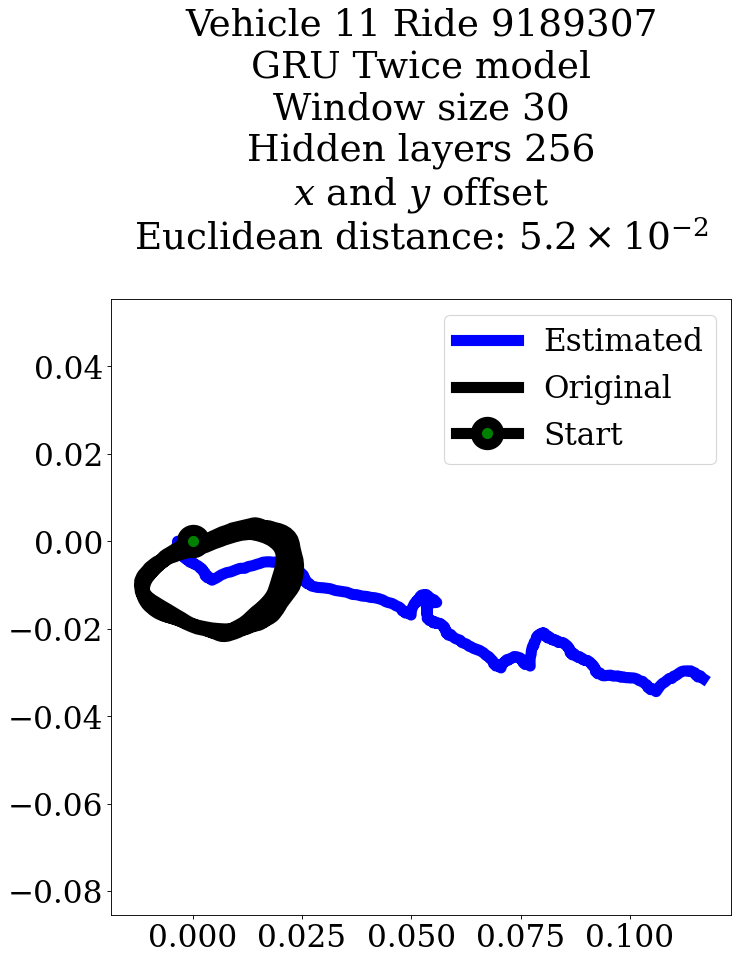 Vehicle 11 Ride 9189307
GRU Twice model
Window size 30
Hidden layers 256
x and y offset
Euclidean distance: 5.2 × 10⁻²
Estimated
Original
Start
0.04
0.02
0.00
−0.02
−0.04
−0.06
−0.08
0.000 0.025 0.050 0.075 0.100